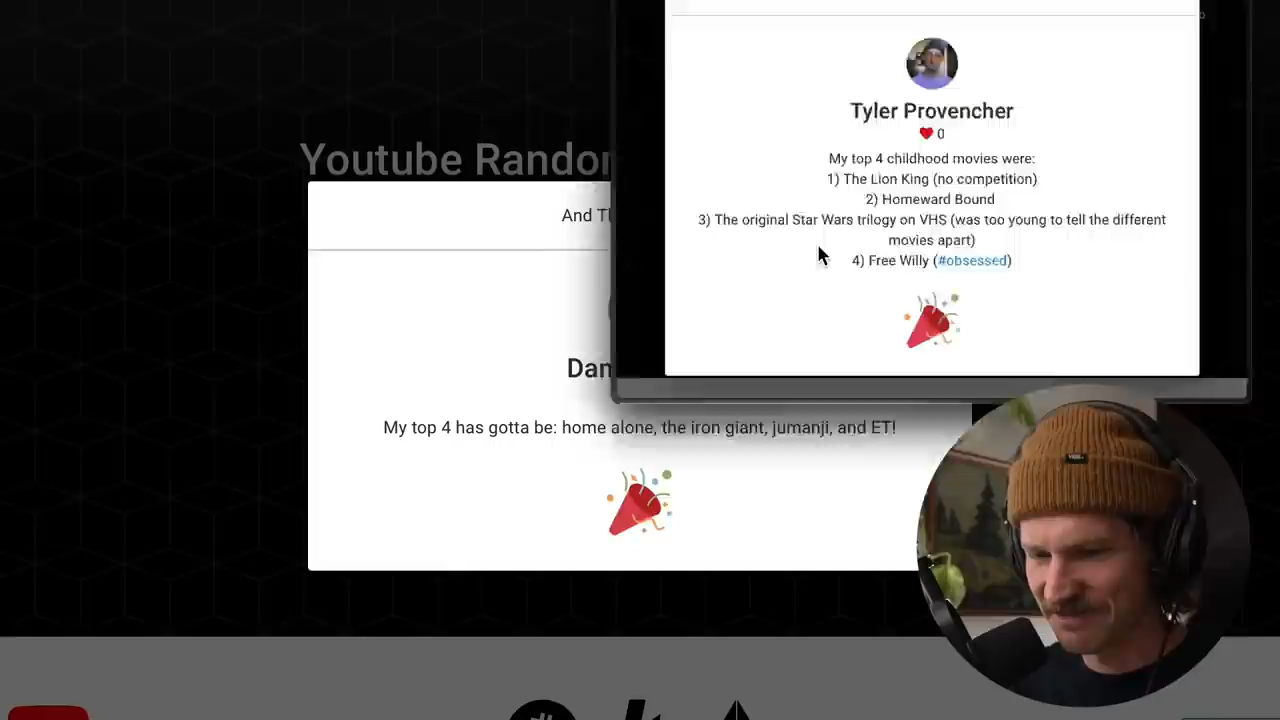 Tyler Provencher
0
My top 4 childhood movies were:
1) The Lion King (no competition)
2) Homeward Bound
3) The original Star Wars trilogy on VHS (was too young to tell the different
movies apart)
4) Free Willy (#obsessed)
Youtube Random
And Th
Dan
My top 4 has gotta be: home alone, the iron giant, jumanji, and ET!